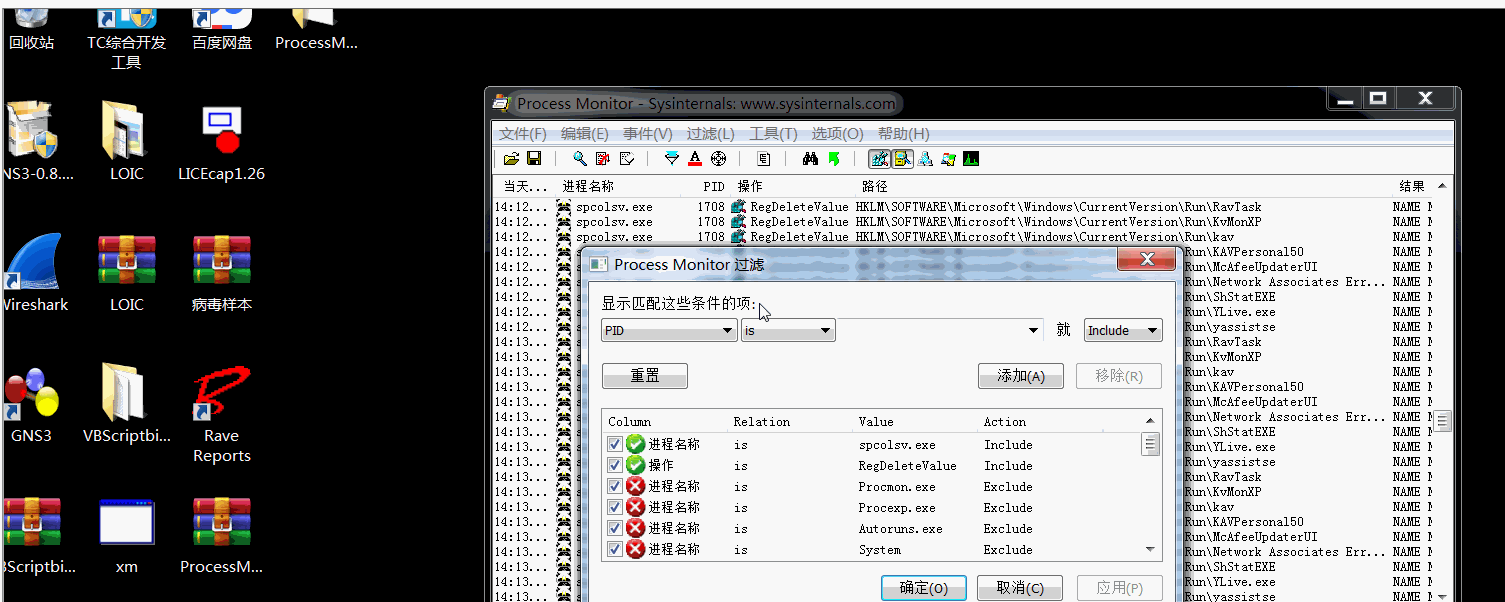 回收站
TC综合开发
工具
百度网盘
ProcessM...
NS3-0.8....
LOIC
LICEcap1.26
Wireshark
LOIC
病毒样本
GNS3
VBScriptbi...
Rave
Reports
BScriptbi...
xm
ProcessM...
Process Monitor - Sysinternals: www.sysinternals.com
文件(F) 编辑(E) 事件(V) 过滤(L) 工具(T) 选项(O) 帮助(H)
当天... 进程名称 PID 操作 路径 结果
14:12... spcolsv.exe 1708 RegDeleteValue HKLM\SOFTWARE\Microsoft\Windows\CurrentVersion\Run\RavTask NAME N
14:12... spcolsv.exe 1708 RegDeleteValue HKLM\SOFTWARE\Microsoft\Windows\CurrentVersion\Run\KvMonXP NAME N
14:12... spcolsv.exe 1708 RegDeleteValue HKLM\SOFTWARE\Microsoft\Windows\CurrentVersion\Run\kav NAME N
14:12... Run\KAVPersonal50 NAME N
14:12... Run\McAfeeUpdaterUI NAME N
14:12... Run\Network Associates Err... NAME N
14:12... Run\ShStatEXE NAME N
14:12... Run\YLive.exe NAME N
14:12... Run\yassistse NAME N
14:13... Run\RavTask NAME N
14:13... Run\KvMonXP NAME N
14:13... Run\kav NAME N
14:13... Run\KAVPersonal50 NAME N
14:13... Run\McAfeeUpdaterUI NAME N
14:13... Run\Network Associates Err... NAME N
14:13... Run\ShStatEXE NAME N
14:13... Run\YLive.exe NAME N
14:13... Run\yassistse NAME N
14:13... Run\RavTask NAME N
14:13... Run\KvMonXP NAME N
14:13... Run\kav NAME N
14:13... Run\KAVPersonal50 NAME N
14:13... Run\McAfeeUpdaterUI NAME N
14:13... Run\Network Associates Err... NAME N
14:13... Run\ShStatEXE NAME N
14:13... Run\YLive.exe NAME N
14:13... Run\yassistse NAME N
Process Monitor 过滤
显示匹配这些条件的项:
PID is 就 Include
重置 添加(A) 移除(R)
Column Relation Value Action
进程名称 is spcolsv.exe Include
操作 is RegDeleteValue Include
进程名称 is Procmon.exe Exclude
进程名称 is Procexp.exe Exclude
进程名称 is Autoruns.exe Exclude
进程名称 is System Exclude
确定(O) 取消(C) 应用(P)